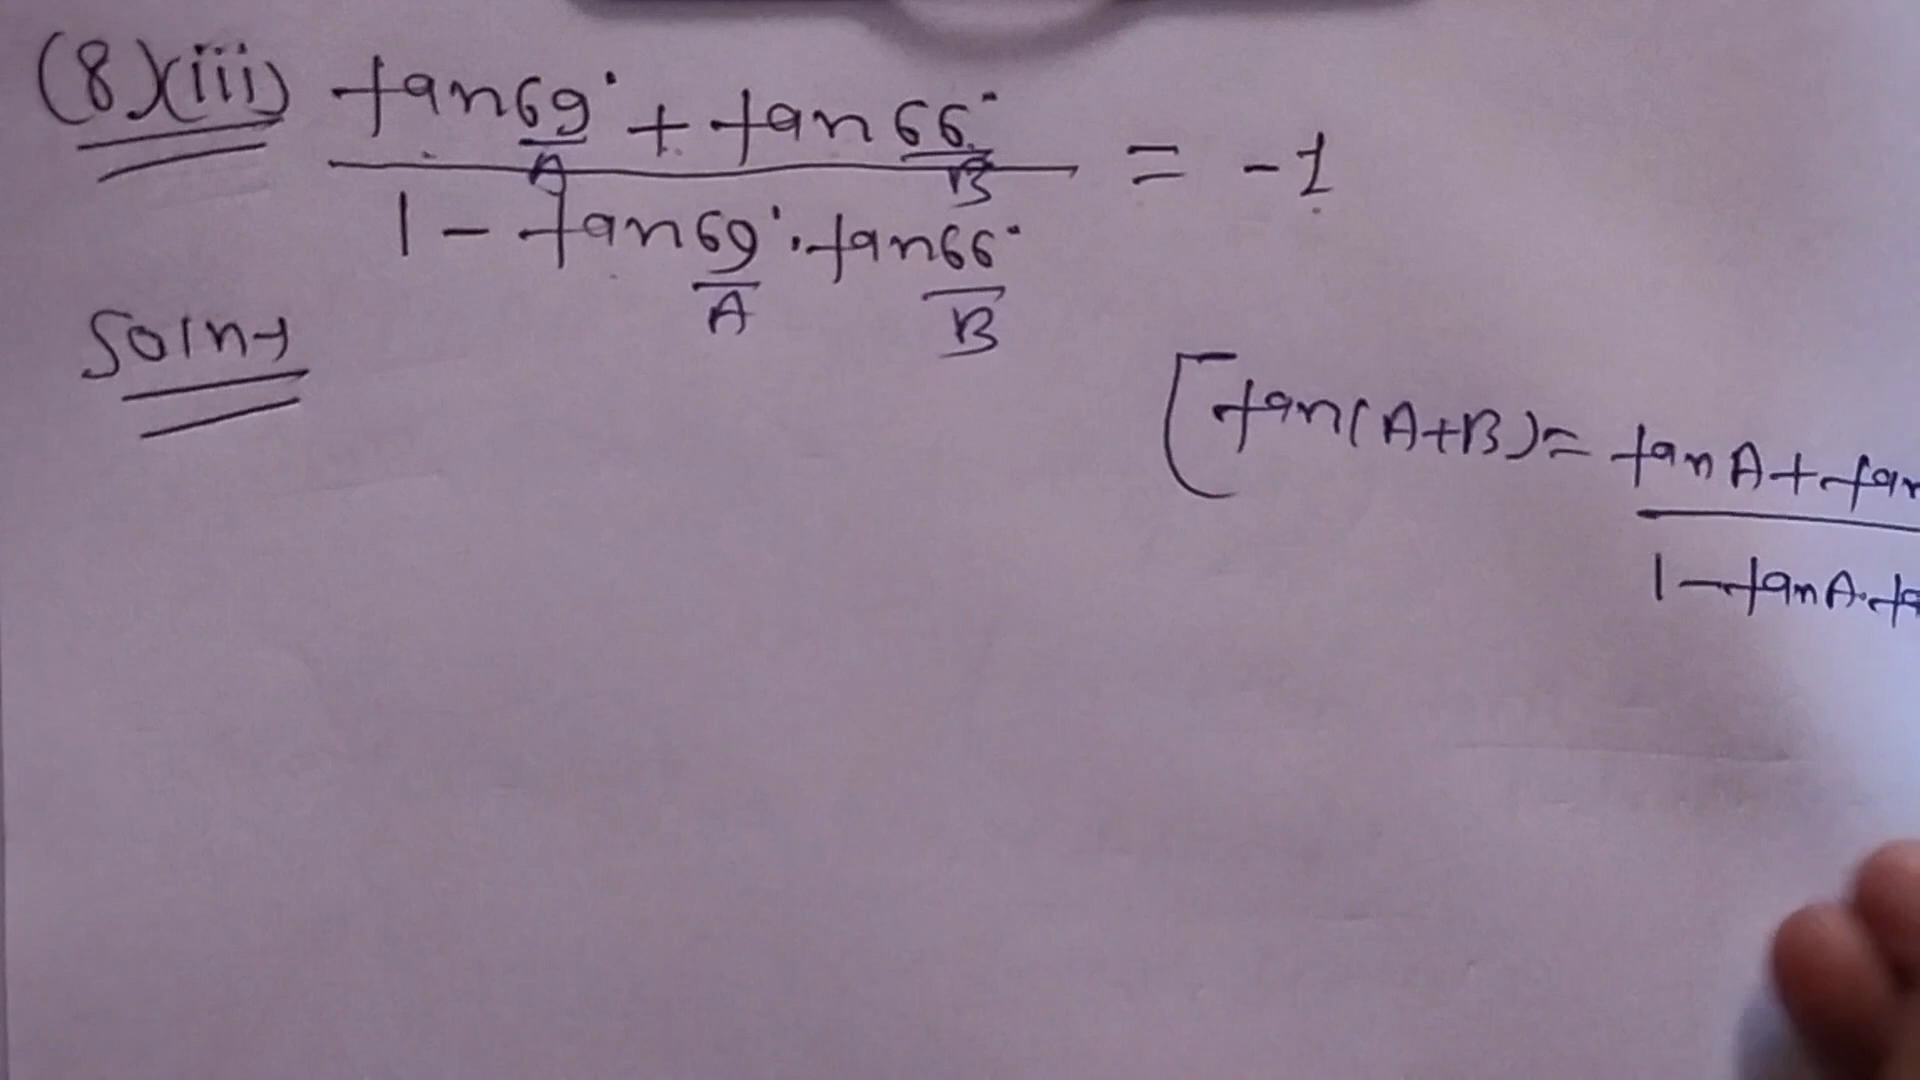 (8)(iii) tan69° + tan66° = -1
A B
1 - tan69°.tan66°
A B
Soln→
[tan(A+B)= tanA+tan
1-tanA.ta